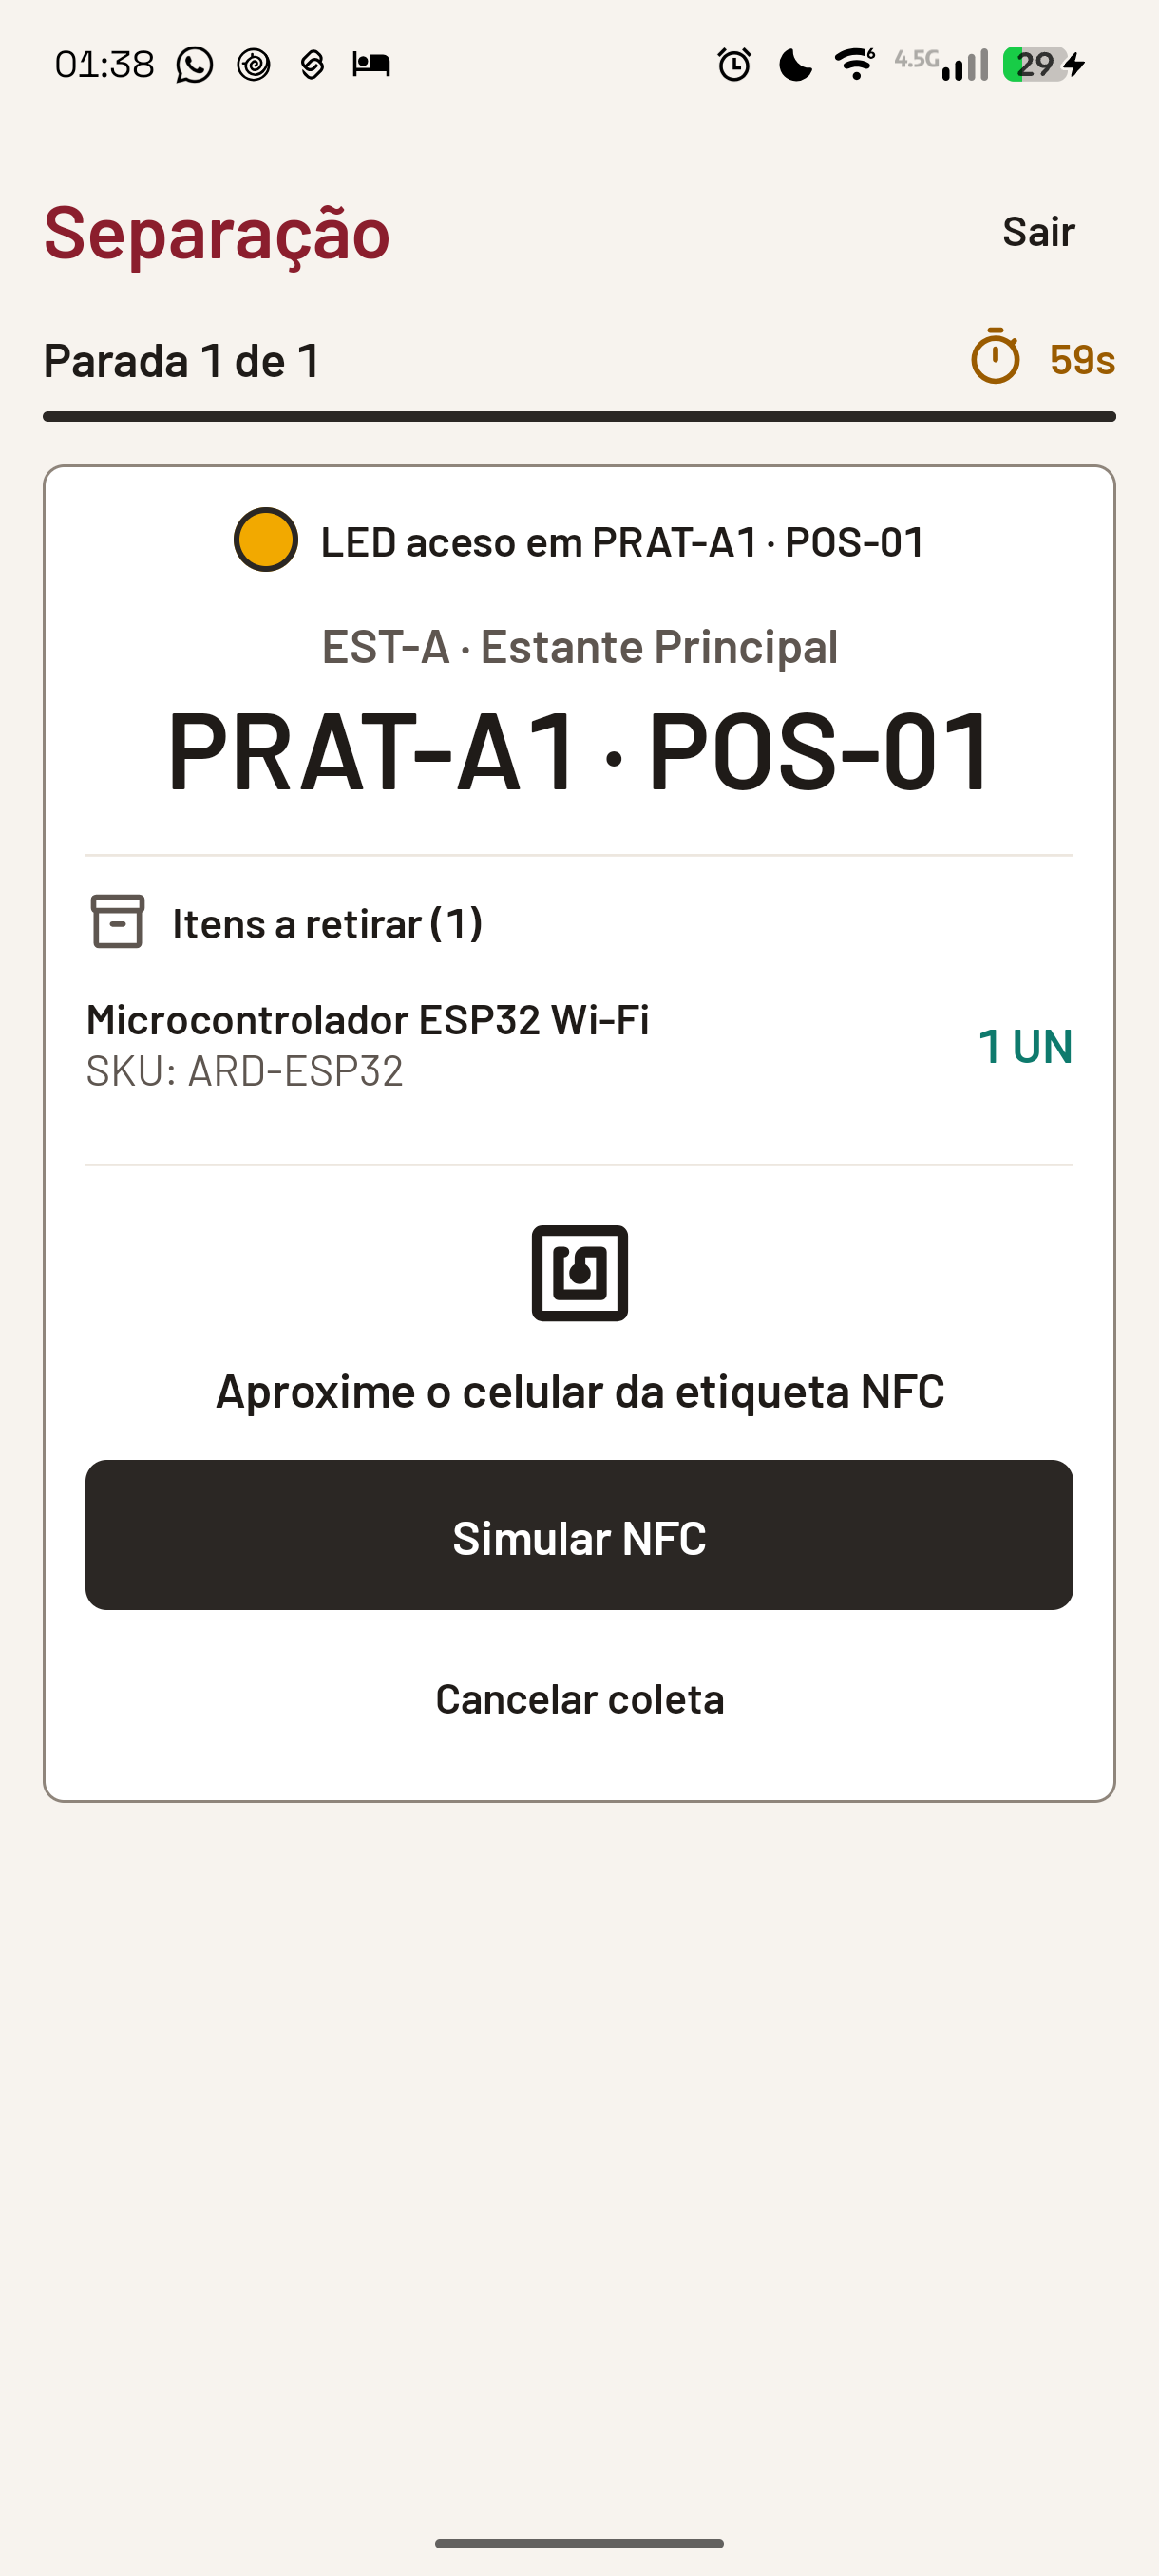 01:38
4.5G 29
Separação
Sair
Parada 1 de 1
59s
LED aceso em PRAT-A1 · POS-01
EST-A · Estante Principal
PRAT-A1 · POS-01
Itens a retirar (1)
Microcontrolador ESP32 Wi-Fi
SKU: ARD-ESP32
1 UN
Aproxime o celular da etiqueta NFC
Simular NFC
Cancelar coleta